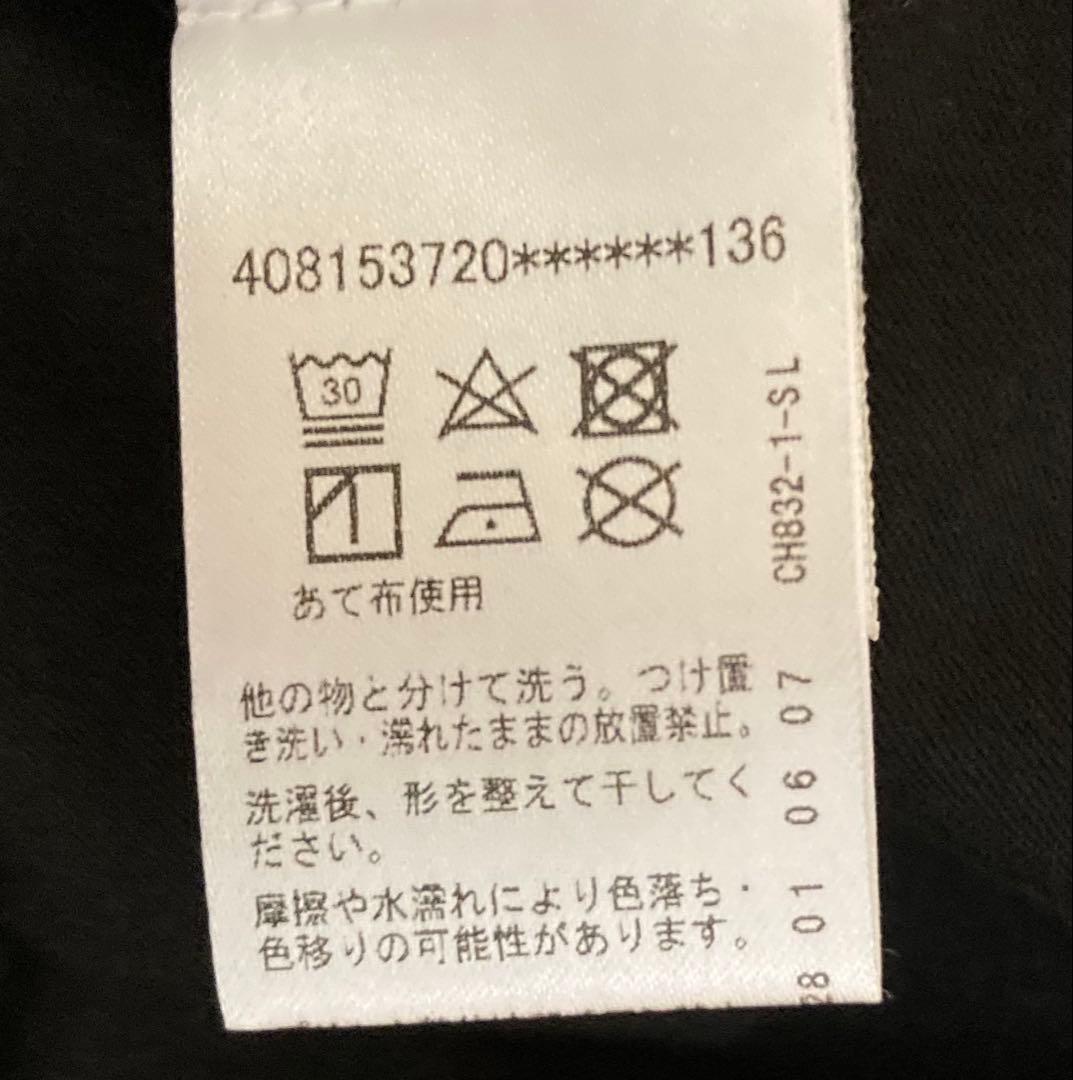 408153720******136
30
あて布使用
他の物と分けて洗う。つけ置
き洗い・濡れたままの放置禁止。
洗濯後、形を整えて干してく
ださい。
摩擦や水濡れにより色落ち・
色移りの可能性があります。
CH832-1-SL
28 01 06 07